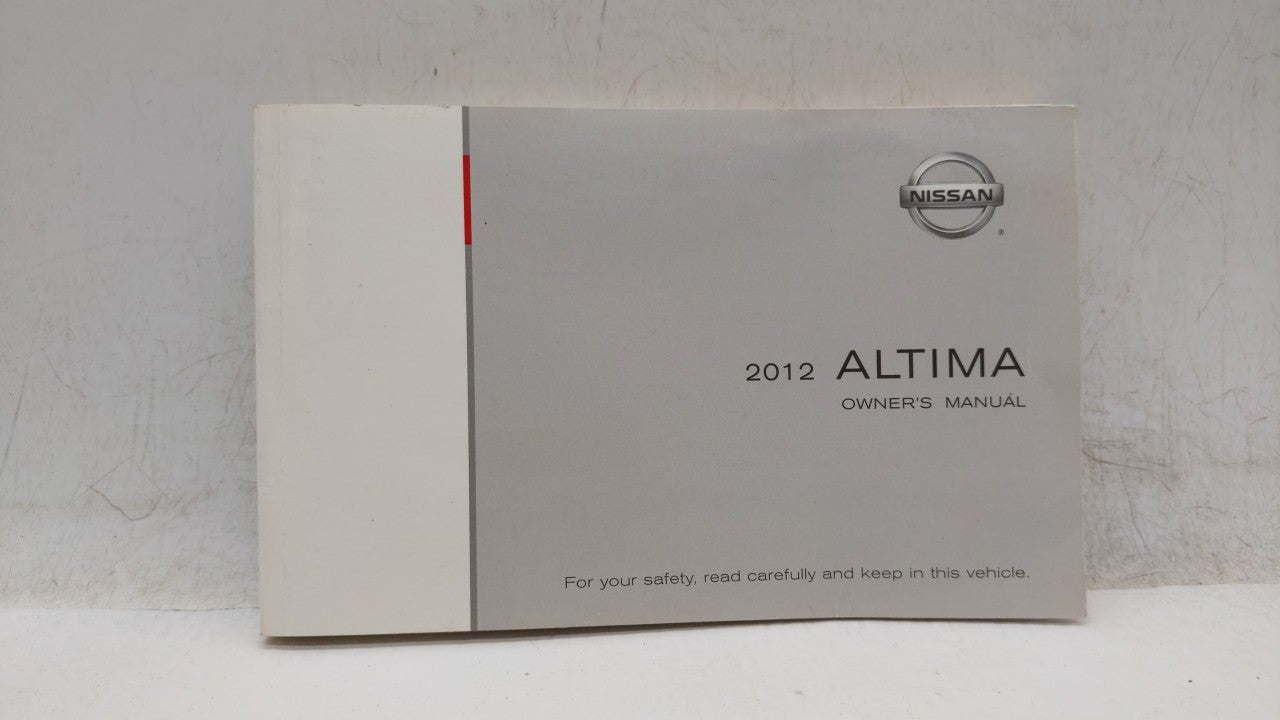 NISSAN
®
2012 ALTIMA
OWNER'S MANUAL
For your safety, read carefully and keep in this vehicle.